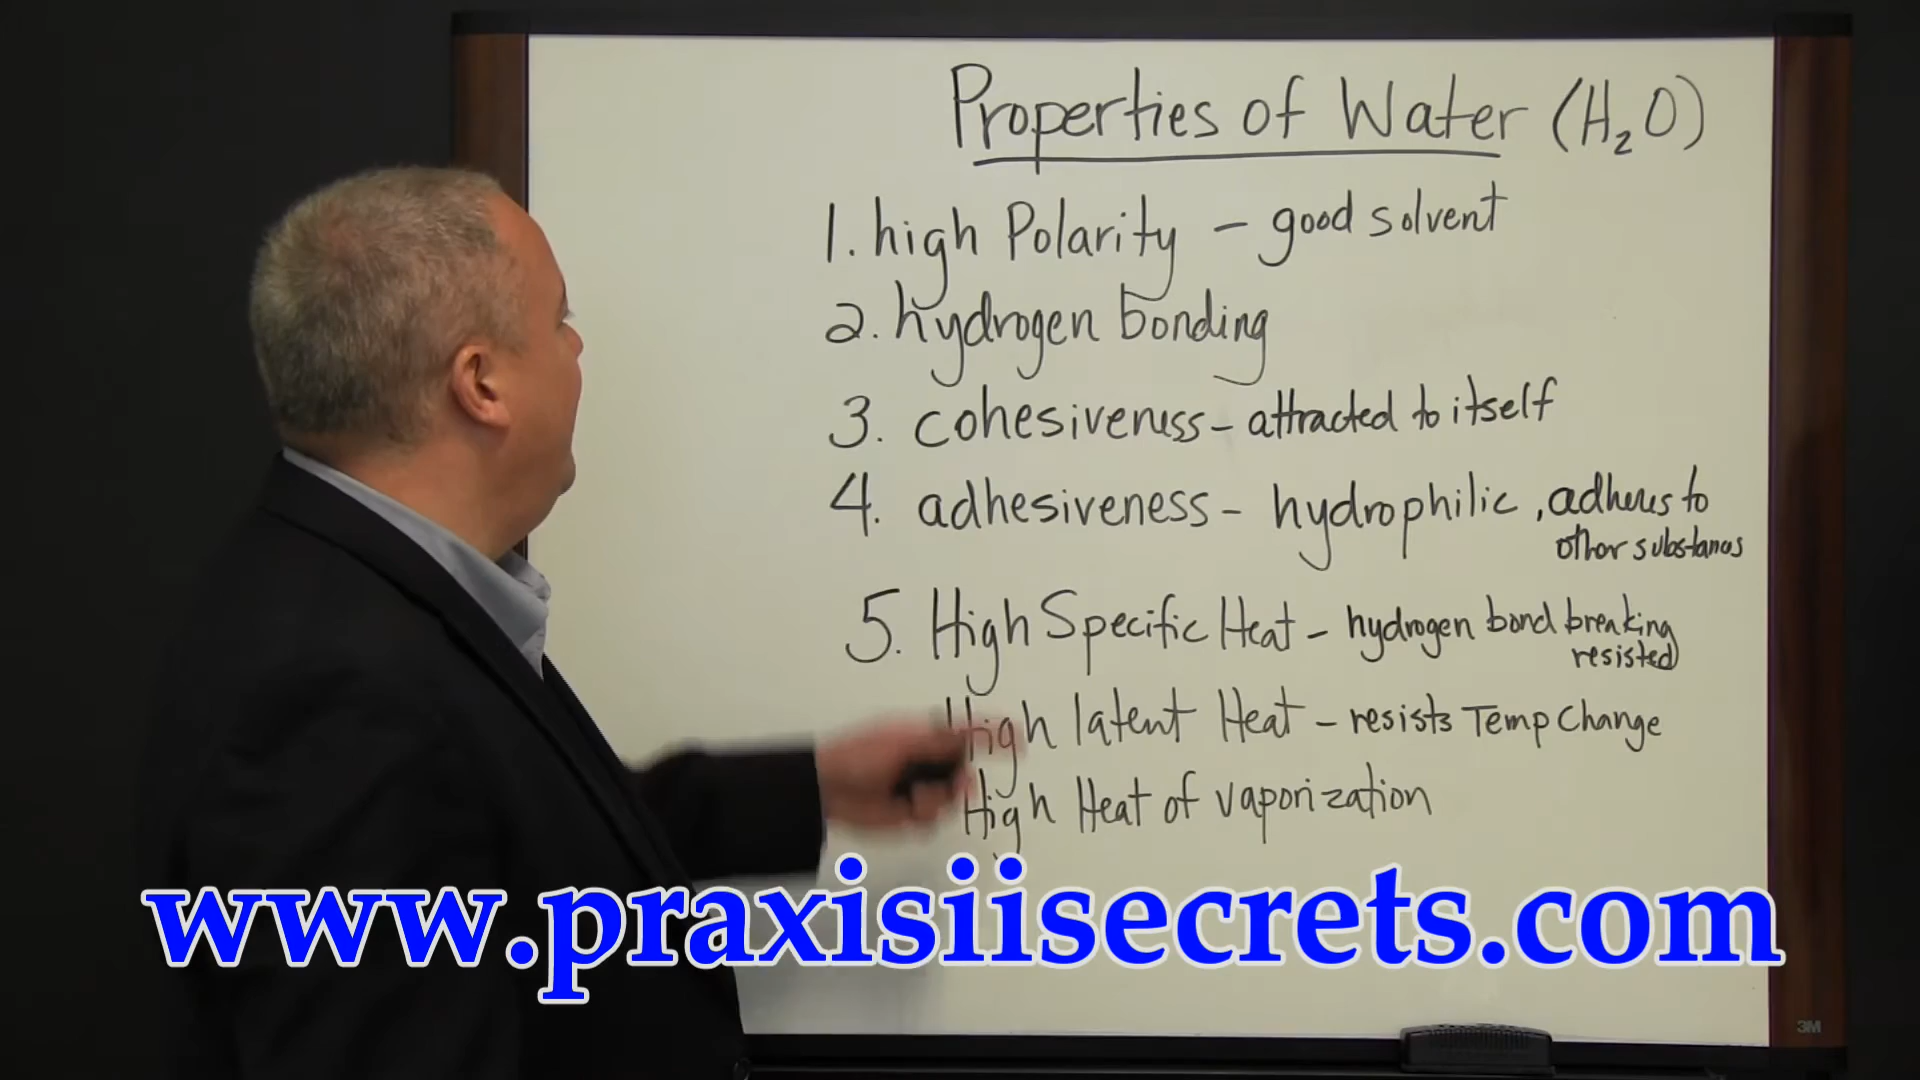 Properties of Water (H₂O)
1. high Polarity – good solvent
2. hydrogen bonding
3. cohesiveness – attracted to itself
4. adhesiveness – hydrophilic, adheres to
other substances
5. High Specific Heat – hydrogen bond breaking
resisted
High latent Heat – resists Temp Change
High Heat of vaporization
www.praxisiisecrets.com
3M